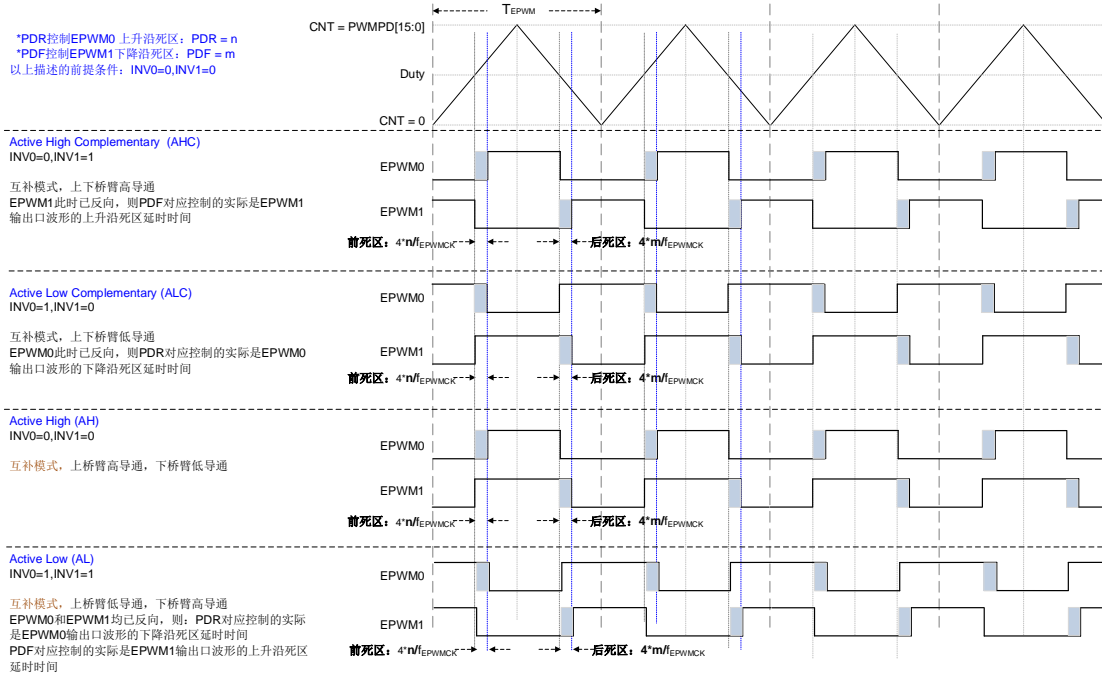 TEPWM
CNT = PWMPD[15:0]
*PDR控制EPWM0 上升沿死区：PDR = n
*PDF控制EPWM1下降沿死区：PDF = m
以上描述的前提条件：INV0=0,INV1=0
Duty
CNT = 0
Active High Complementary (AHC)
INV0=0,INV1=1
互补模式，上下桥臂高导通
EPWM1此时已反向，则PDF对应控制的实际是EPWM1
输出口波形的上升沿死区延时时间
EPWM0
EPWM1
前死区：4*n/fEPWMCK
后死区：4*m/fEPWMCK
Active Low Complementary (ALC)
INV0=1,INV1=0
互补模式，上下桥臂低导通
EPWM0此时已反向，则PDR对应控制的实际是EPWM0
输出口波形的下降沿死区延时时间
EPWM0
EPWM1
前死区：4*n/fEPWMCK
后死区：4*m/fEPWMCK
Active High (AH)
INV0=0,INV1=0
互补模式，上桥臂高导通，下桥臂低导通
EPWM0
EPWM1
前死区：4*n/fEPWMCK
后死区：4*m/fEPWMCK
Active Low (AL)
INV0=1,INV1=1
互补模式，上桥臂低导通，下桥臂高导通
EPWM0和EPWM1均已反向，则：PDR对应控制的实际
是EPWM0输出口波形的下降沿死区延时时间
PDF对应控制的实际是EPWM1输出口波形的上升沿死区
延时时间
EPWM0
EPWM1
前死区：4*n/fEPWMCK
后死区：4*m/fEPWMCK